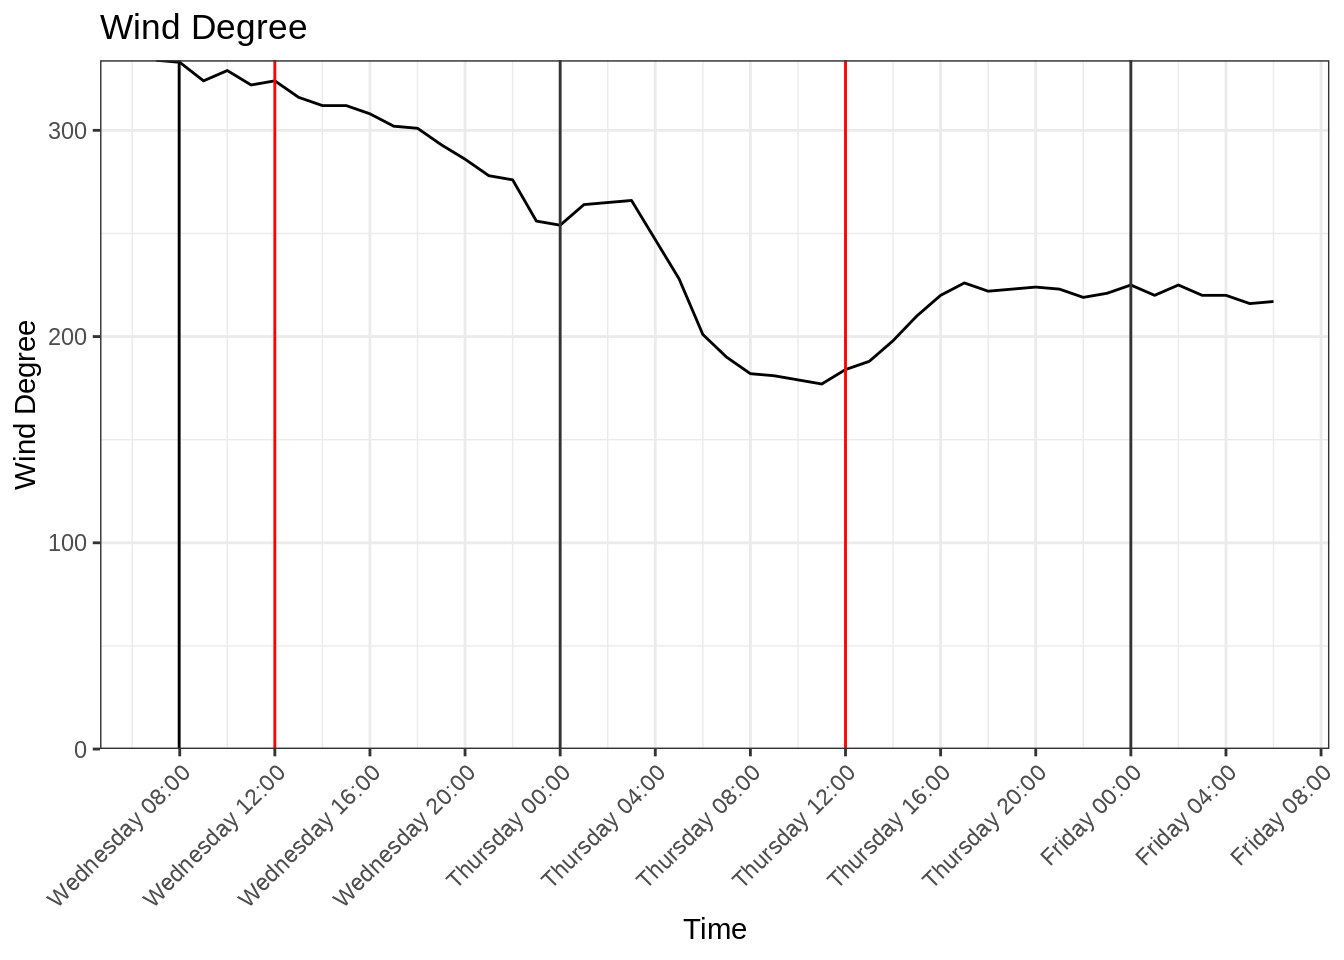 Wind Degree
Wind Degree
300
200
100
0
Wednesday 08:00
Wednesday 12:00
Wednesday 16:00
Wednesday 20:00
Thursday 00:00
Thursday 04:00
Thursday 08:00
Thursday 12:00
Thursday 16:00
Thursday 20:00
Friday 00:00
Friday 04:00
Friday 08:00
Time